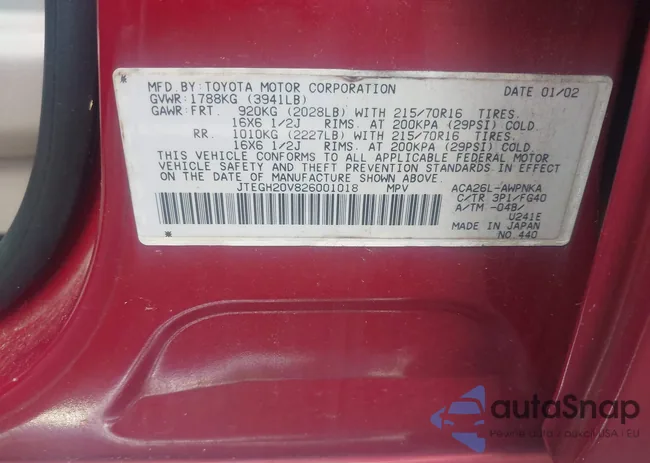 MFD. BY: TOYOTA MOTOR CORPORATION DATE 01/02
GVWR: 1788KG (3941LB)
GAWR: FRT. 920KG (2028LB) WITH 215/70R16 TIRES.
16X6 1/2J RIMS. AT 200KPA (29PSI) COLD.
RR. 1010KG (2227LB) WITH 215/70R16 TIRES.
16X6 1/2J RIMS. AT 200KPA (29PSI) COLD.
THIS VEHICLE CONFORMS TO ALL APPLICABLE FEDERAL MOTOR
VEHICLE SAFETY AND THEFT PREVENTION STANDARDS IN EFFECT
ON THE DATE OF MANUFACTURE SHOWN ABOVE.
JTEGH20V826001018 MPV ACA26L-AWPNKA
C/TR 3P1/FG40
A/TM -04B/
U241E
MADE IN JAPAN
NO. 440
autoSnap
USA · EU